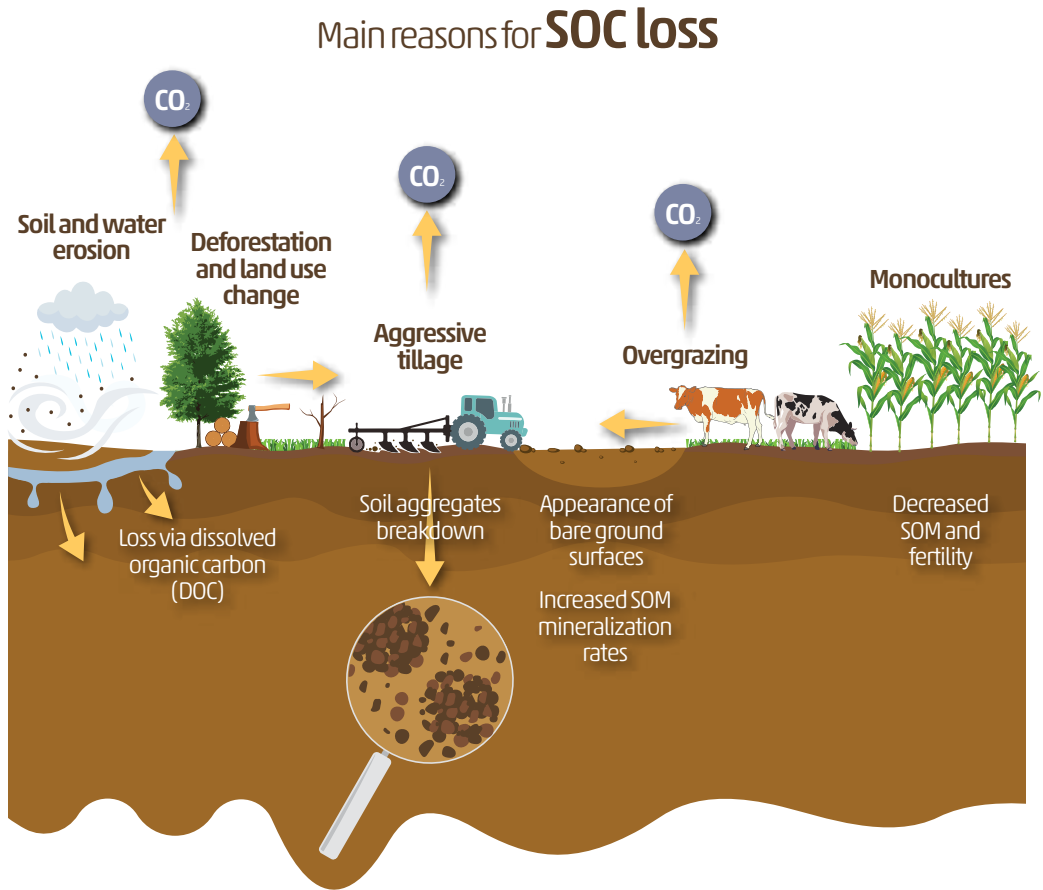 Main reasons for SOC loss
CO₂
CO₂
CO₂
Soil and water
erosion
Deforestation
and land use
change
Aggressive
tillage
Overgrazing
Monocultures
Loss via dissolved
organic carbon
(DOC)
Soil aggregates
breakdown
Appearance of
bare ground
surfaces
Increased SOM
mineralization
rates
Decreased
SOM and
fertility